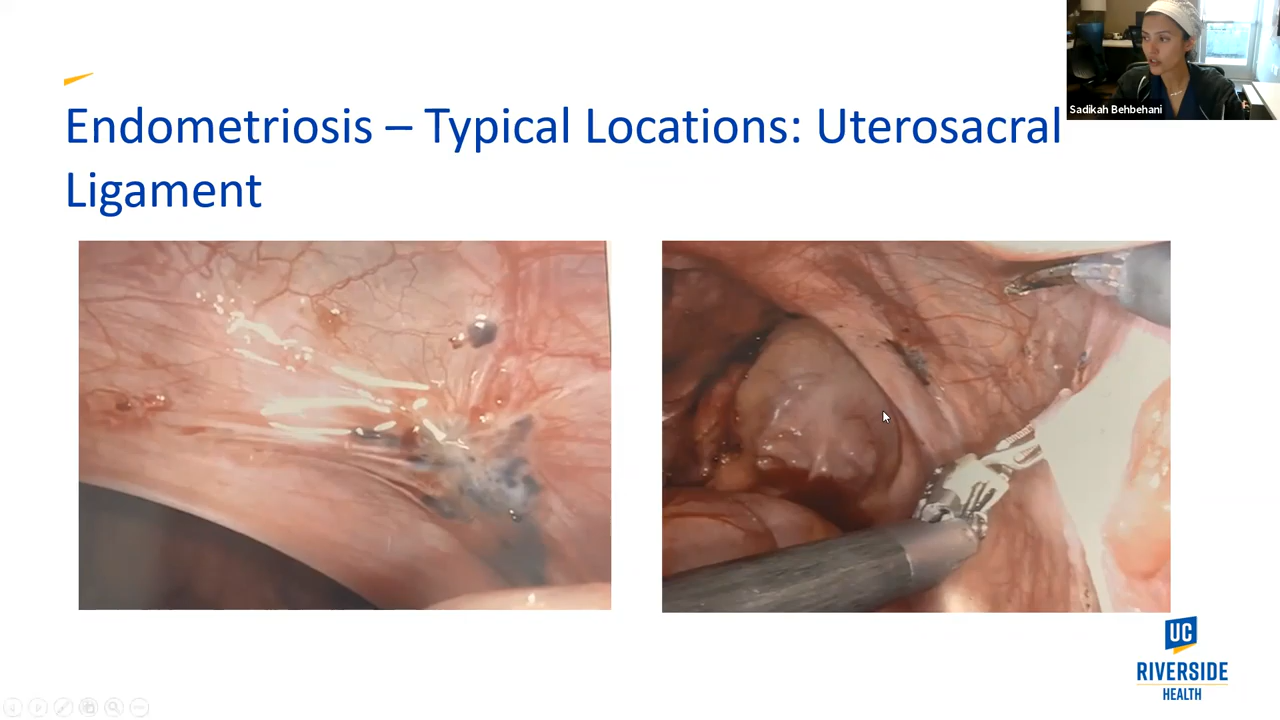 Endometriosis – Typical Locations: Uterosacral
Ligament
Sadikah Behbehani
UC
RIVERSIDE
HEALTH